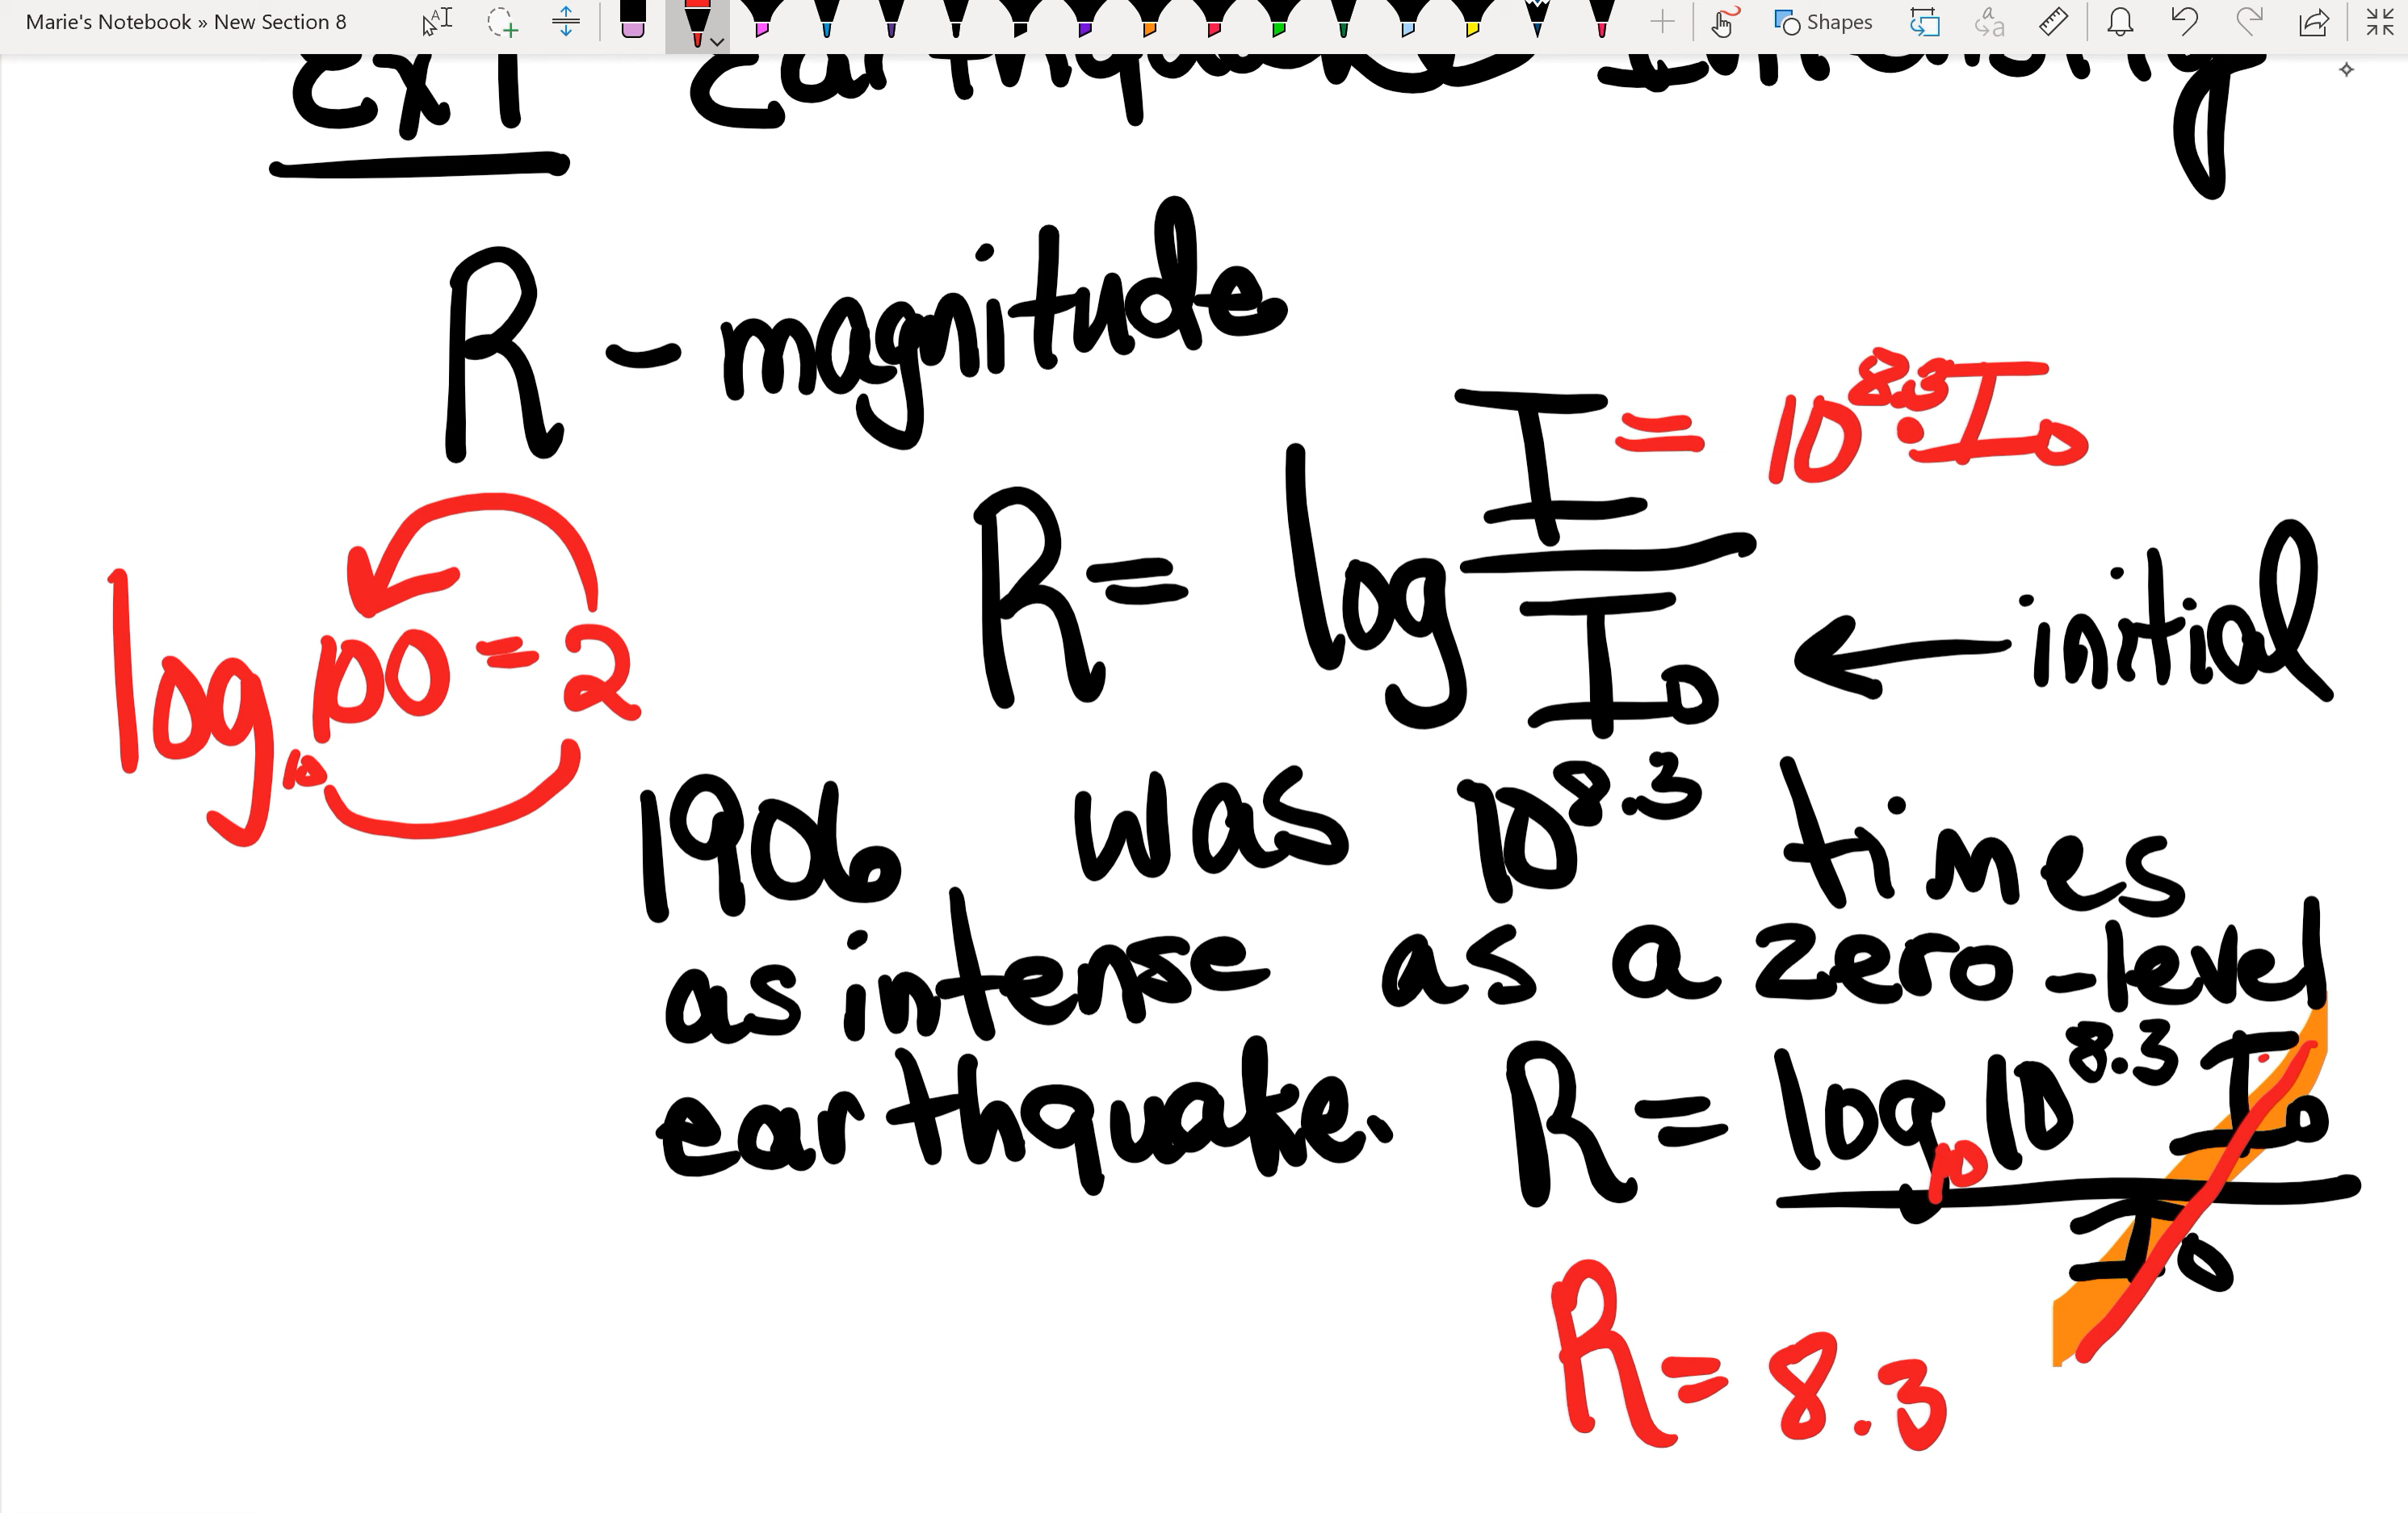 Marie's Notebook » New Section 8
Shapes
Ex 1 Earthquake Intensity
R - magnitude
I = 10^8.3 · I₀
R = log I / I₀ ← initial
log₁₀ 100 = 2
1906 was 10^8.3 times
as intense as a zero-level
earthquake. R = log₁₀ 10^8.3 · I₀ / I₀
R = 8.3